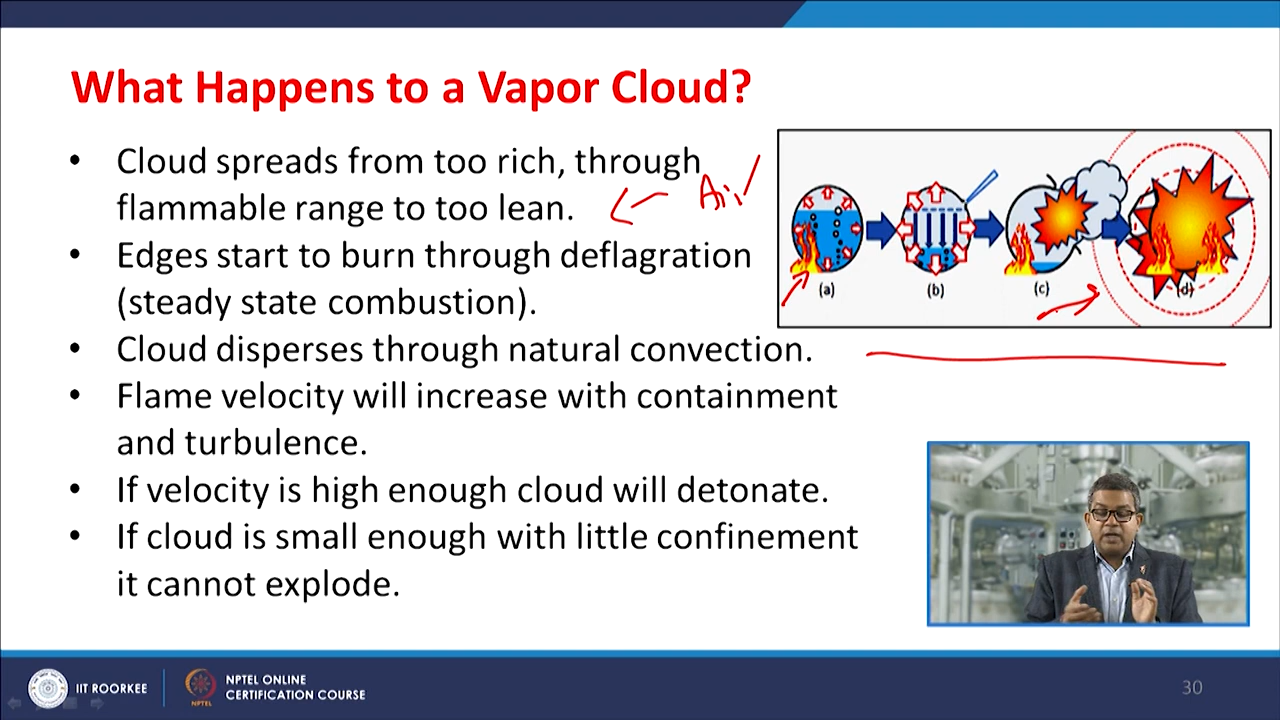 What Happens to a Vapor Cloud?
• Cloud spreads from too rich, through
flammable range to too lean.
Air
• Edges start to burn through deflagration
(steady state combustion).
• Cloud disperses through natural convection.
• Flame velocity will increase with containment
and turbulence.
• If velocity is high enough cloud will detonate.
• If cloud is small enough with little confinement
it cannot explode.
(a) (b) (c) (d)
IIT ROORKEE
NPTEL
NPTEL ONLINE
CERTIFICATION COURSE
30